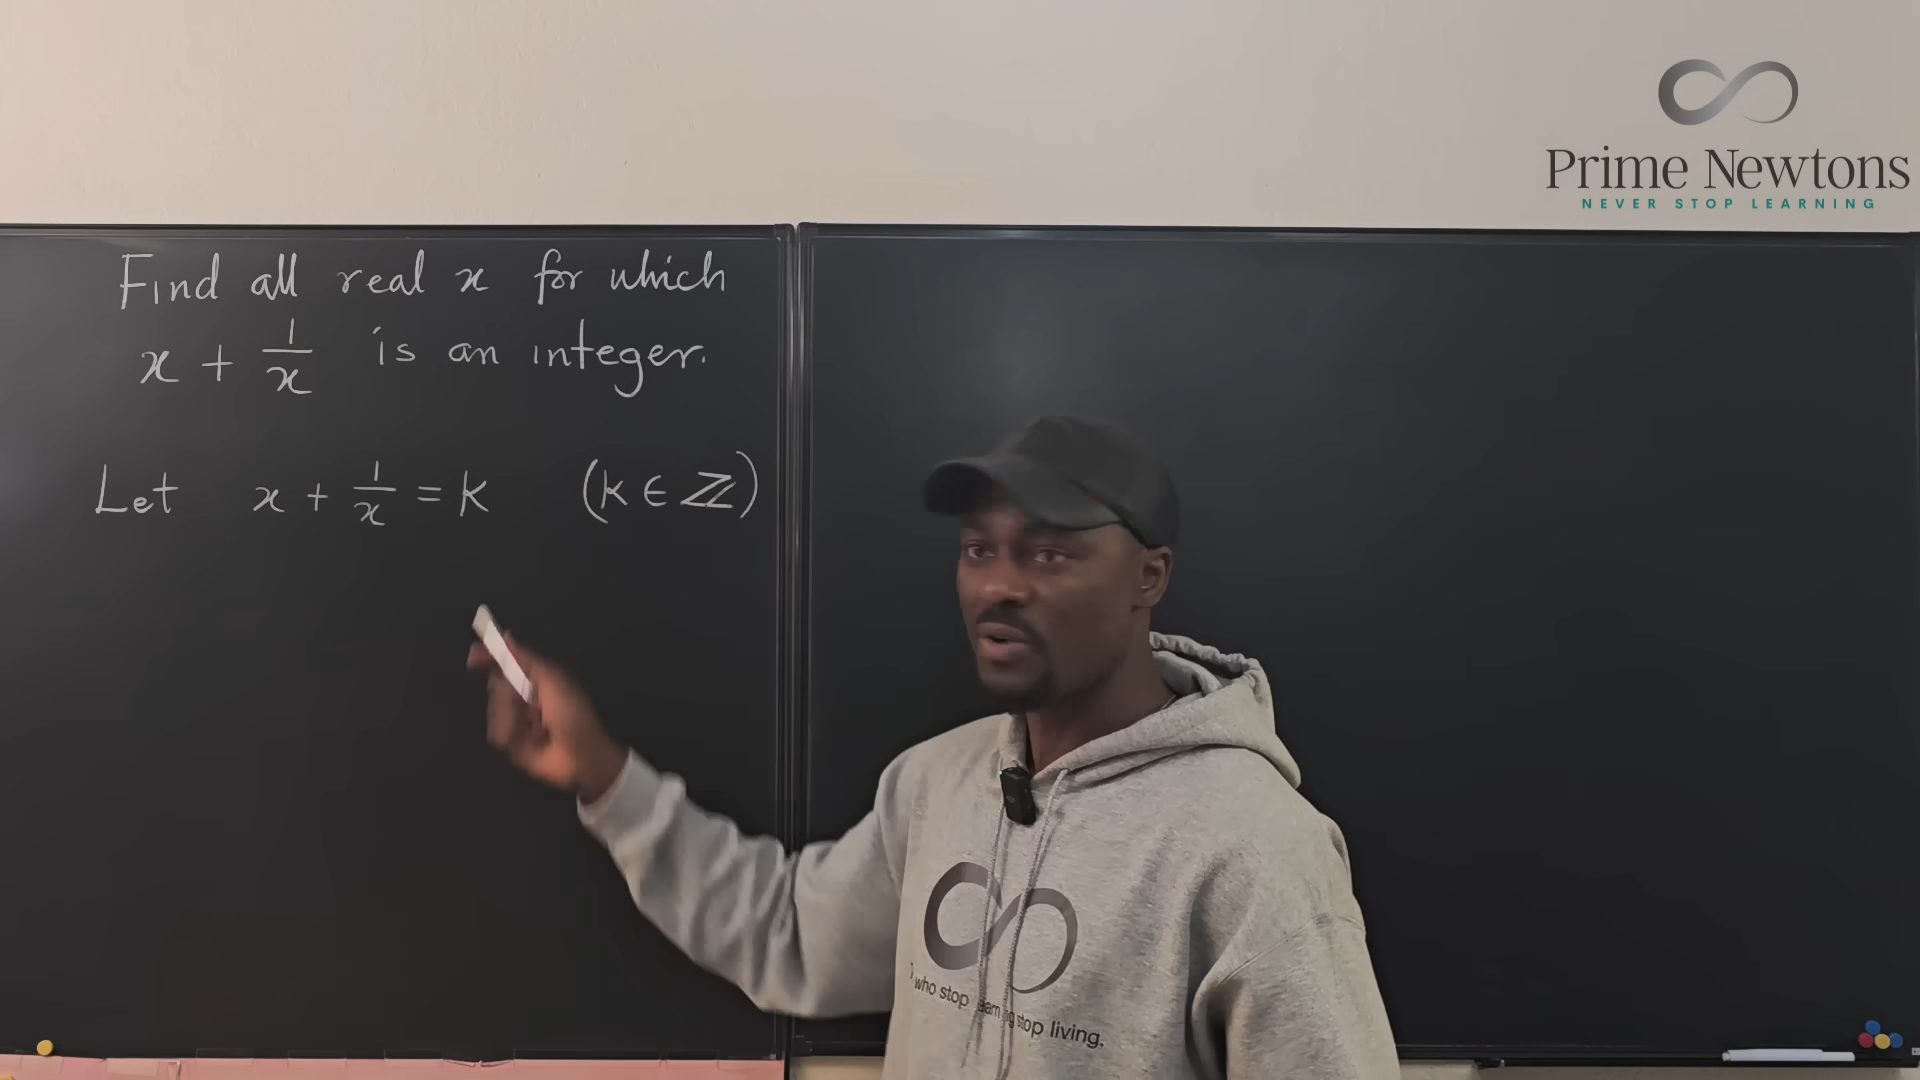 Prime Newtons
NEVER STOP LEARNING
Find all real x for which
x + 1/x is an integer.
Let x + 1/x = K (K ∈ ℤ)
who stop stop living.